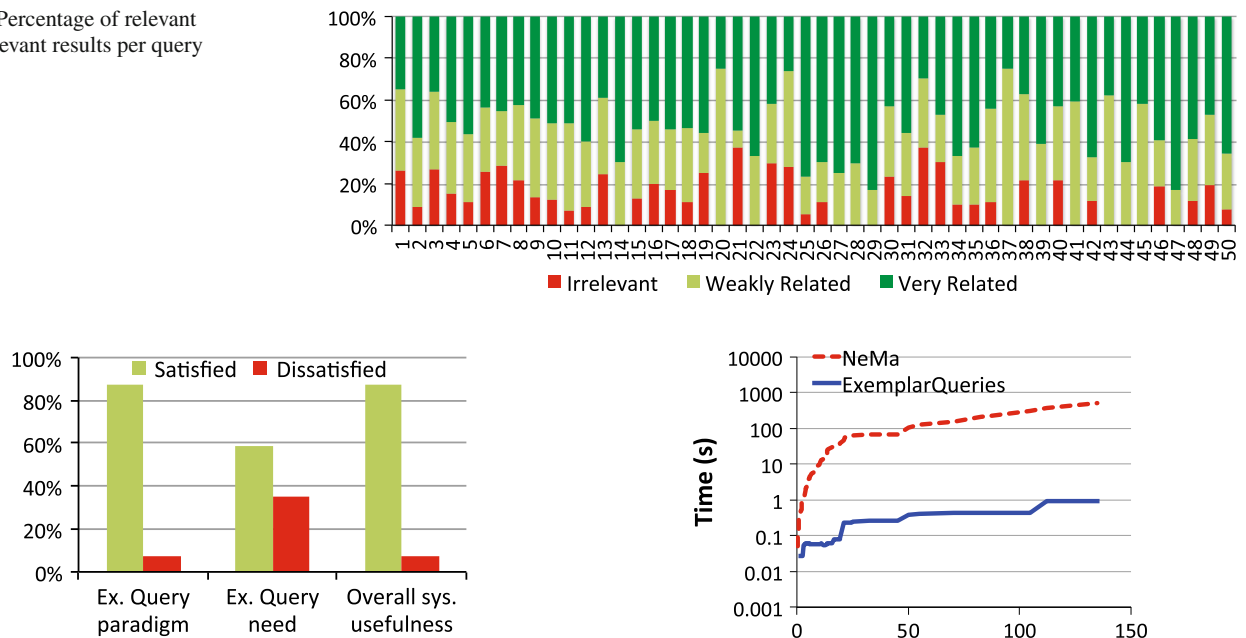 Percentage of relevant
evant results per query
100%
80%
60%
40%
20%
0%
1 2 3 4 5 6 7 8 9 10 11 12 13 14 15 16 17 18 19 20 21 22 23 24 25 26 27 28 29 30 31 32 33 34 35 36 37 38 39 40 41 42 43 44 45 46 47 48 49 50
Irrelevant Weakly Related Very Related
100%
80%
60%
40%
20%
0%
Satisfied Dissatisfied
Ex. Query paradigm
Ex. Query need
Overall sys. usefulness
10000
1000
100
10
1
0.1
0.01
0.001
Time (s)
NeMa
ExemplarQueries
0 50 100 150